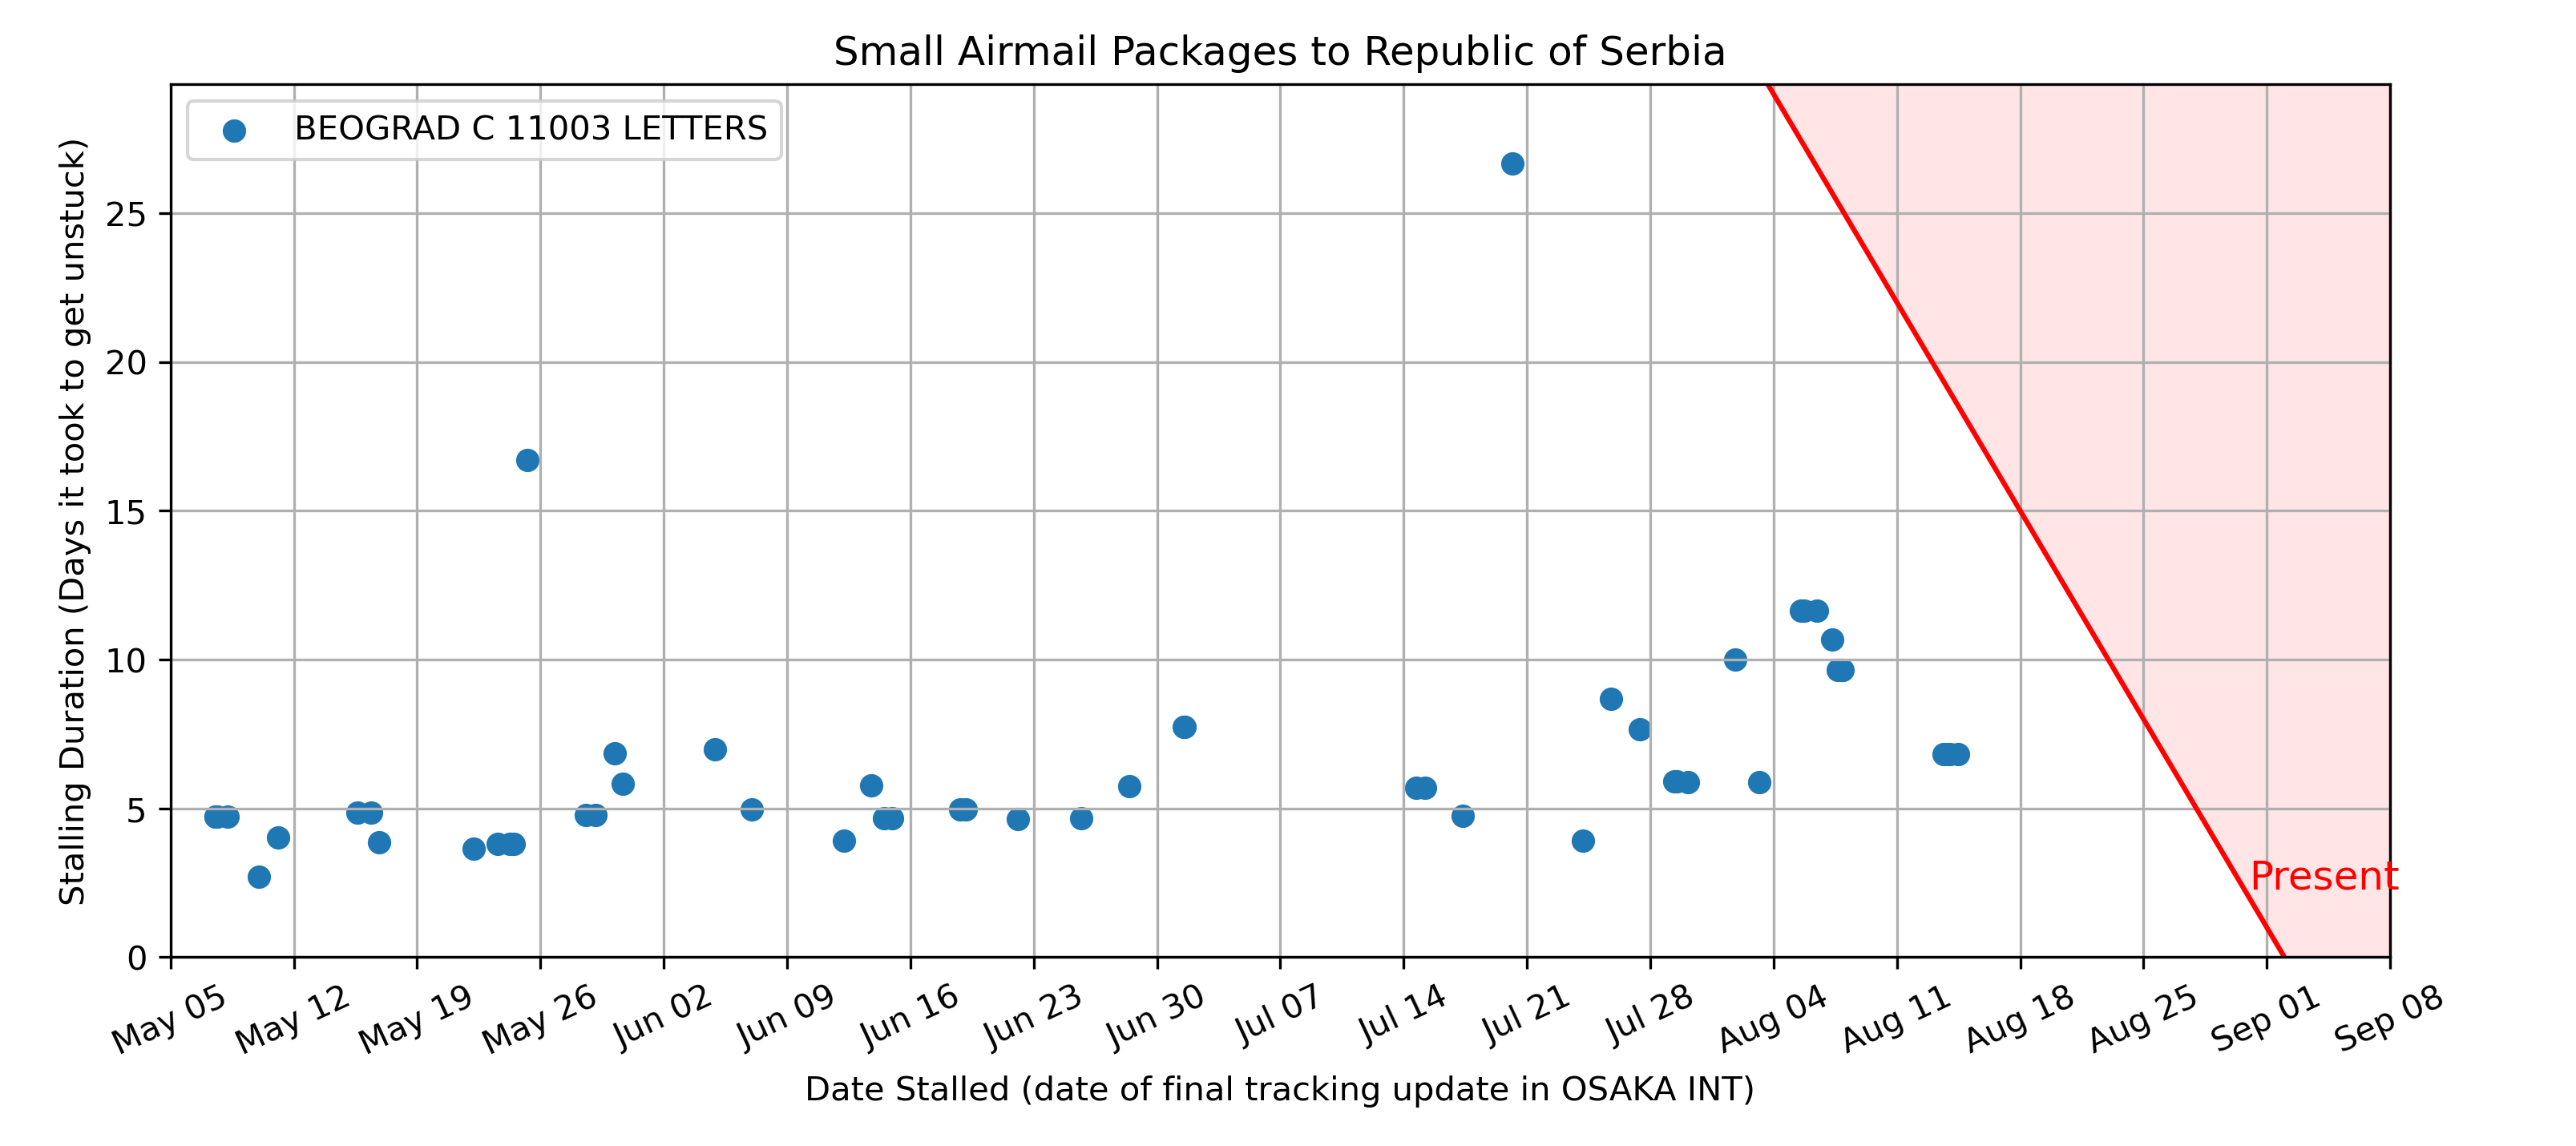 Small Airmail Packages to Republic of Serbia
BEOGRAD C 11003 LETTERS
Stalling Duration (Days it took to get unstuck)
25
20
15
10
5
0
Present
May 05
May 12
May 19
May 26
Jun 02
Jun 09
Jun 16
Jun 23
Jun 30
Jul 07
Jul 14
Jul 21
Jul 28
Aug 04
Aug 11
Aug 18
Aug 25
Sep 01
Sep 08
Date Stalled (date of final tracking update in OSAKA INT)